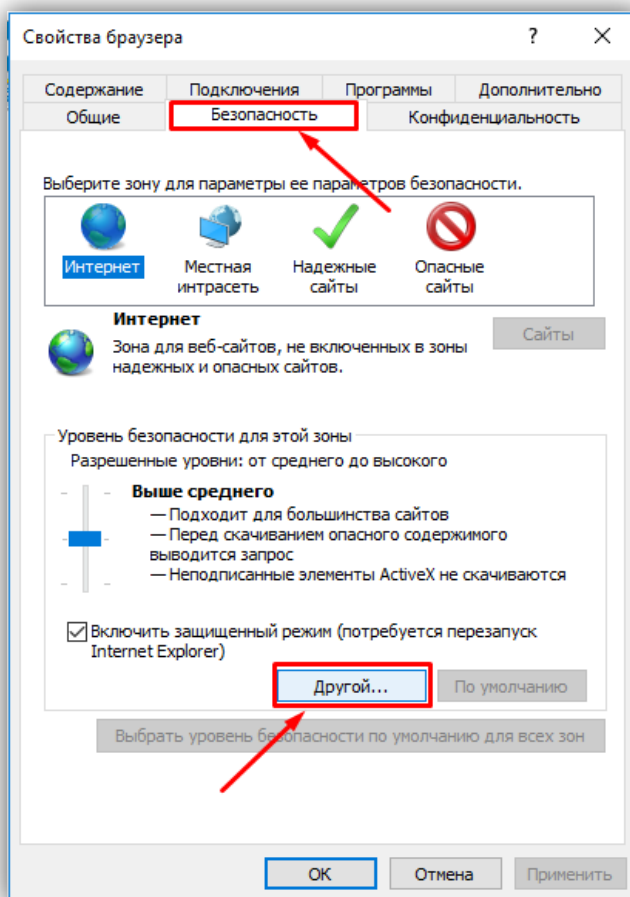 Свойства браузера
Содержание Подключения Программы Дополнительно
Общие Безопасность Конфиденциальность
Выберите зону для параметры ее параметров безопасности.
Интернет
Местная
интрасеть
Надежные
сайты
Опасные
сайты
Интернет
Зона для веб-сайтов, не включенных в зоны
надежных и опасных сайтов.
Сайты
Уровень безопасности для этой зоны
Разрешенные уровни: от среднего до высокого
Выше среднего
— Подходит для большинства сайтов
— Перед скачиванием опасного содержимого
выводится запрос
— Неподписанные элементы ActiveX не скачиваются
Включить защищенный режим (потребуется перезапуск
Internet Explorer)
Другой... По умолчанию
Выбрать уровень безопасности по умолчанию для всех зон
ОК Отмена Применить